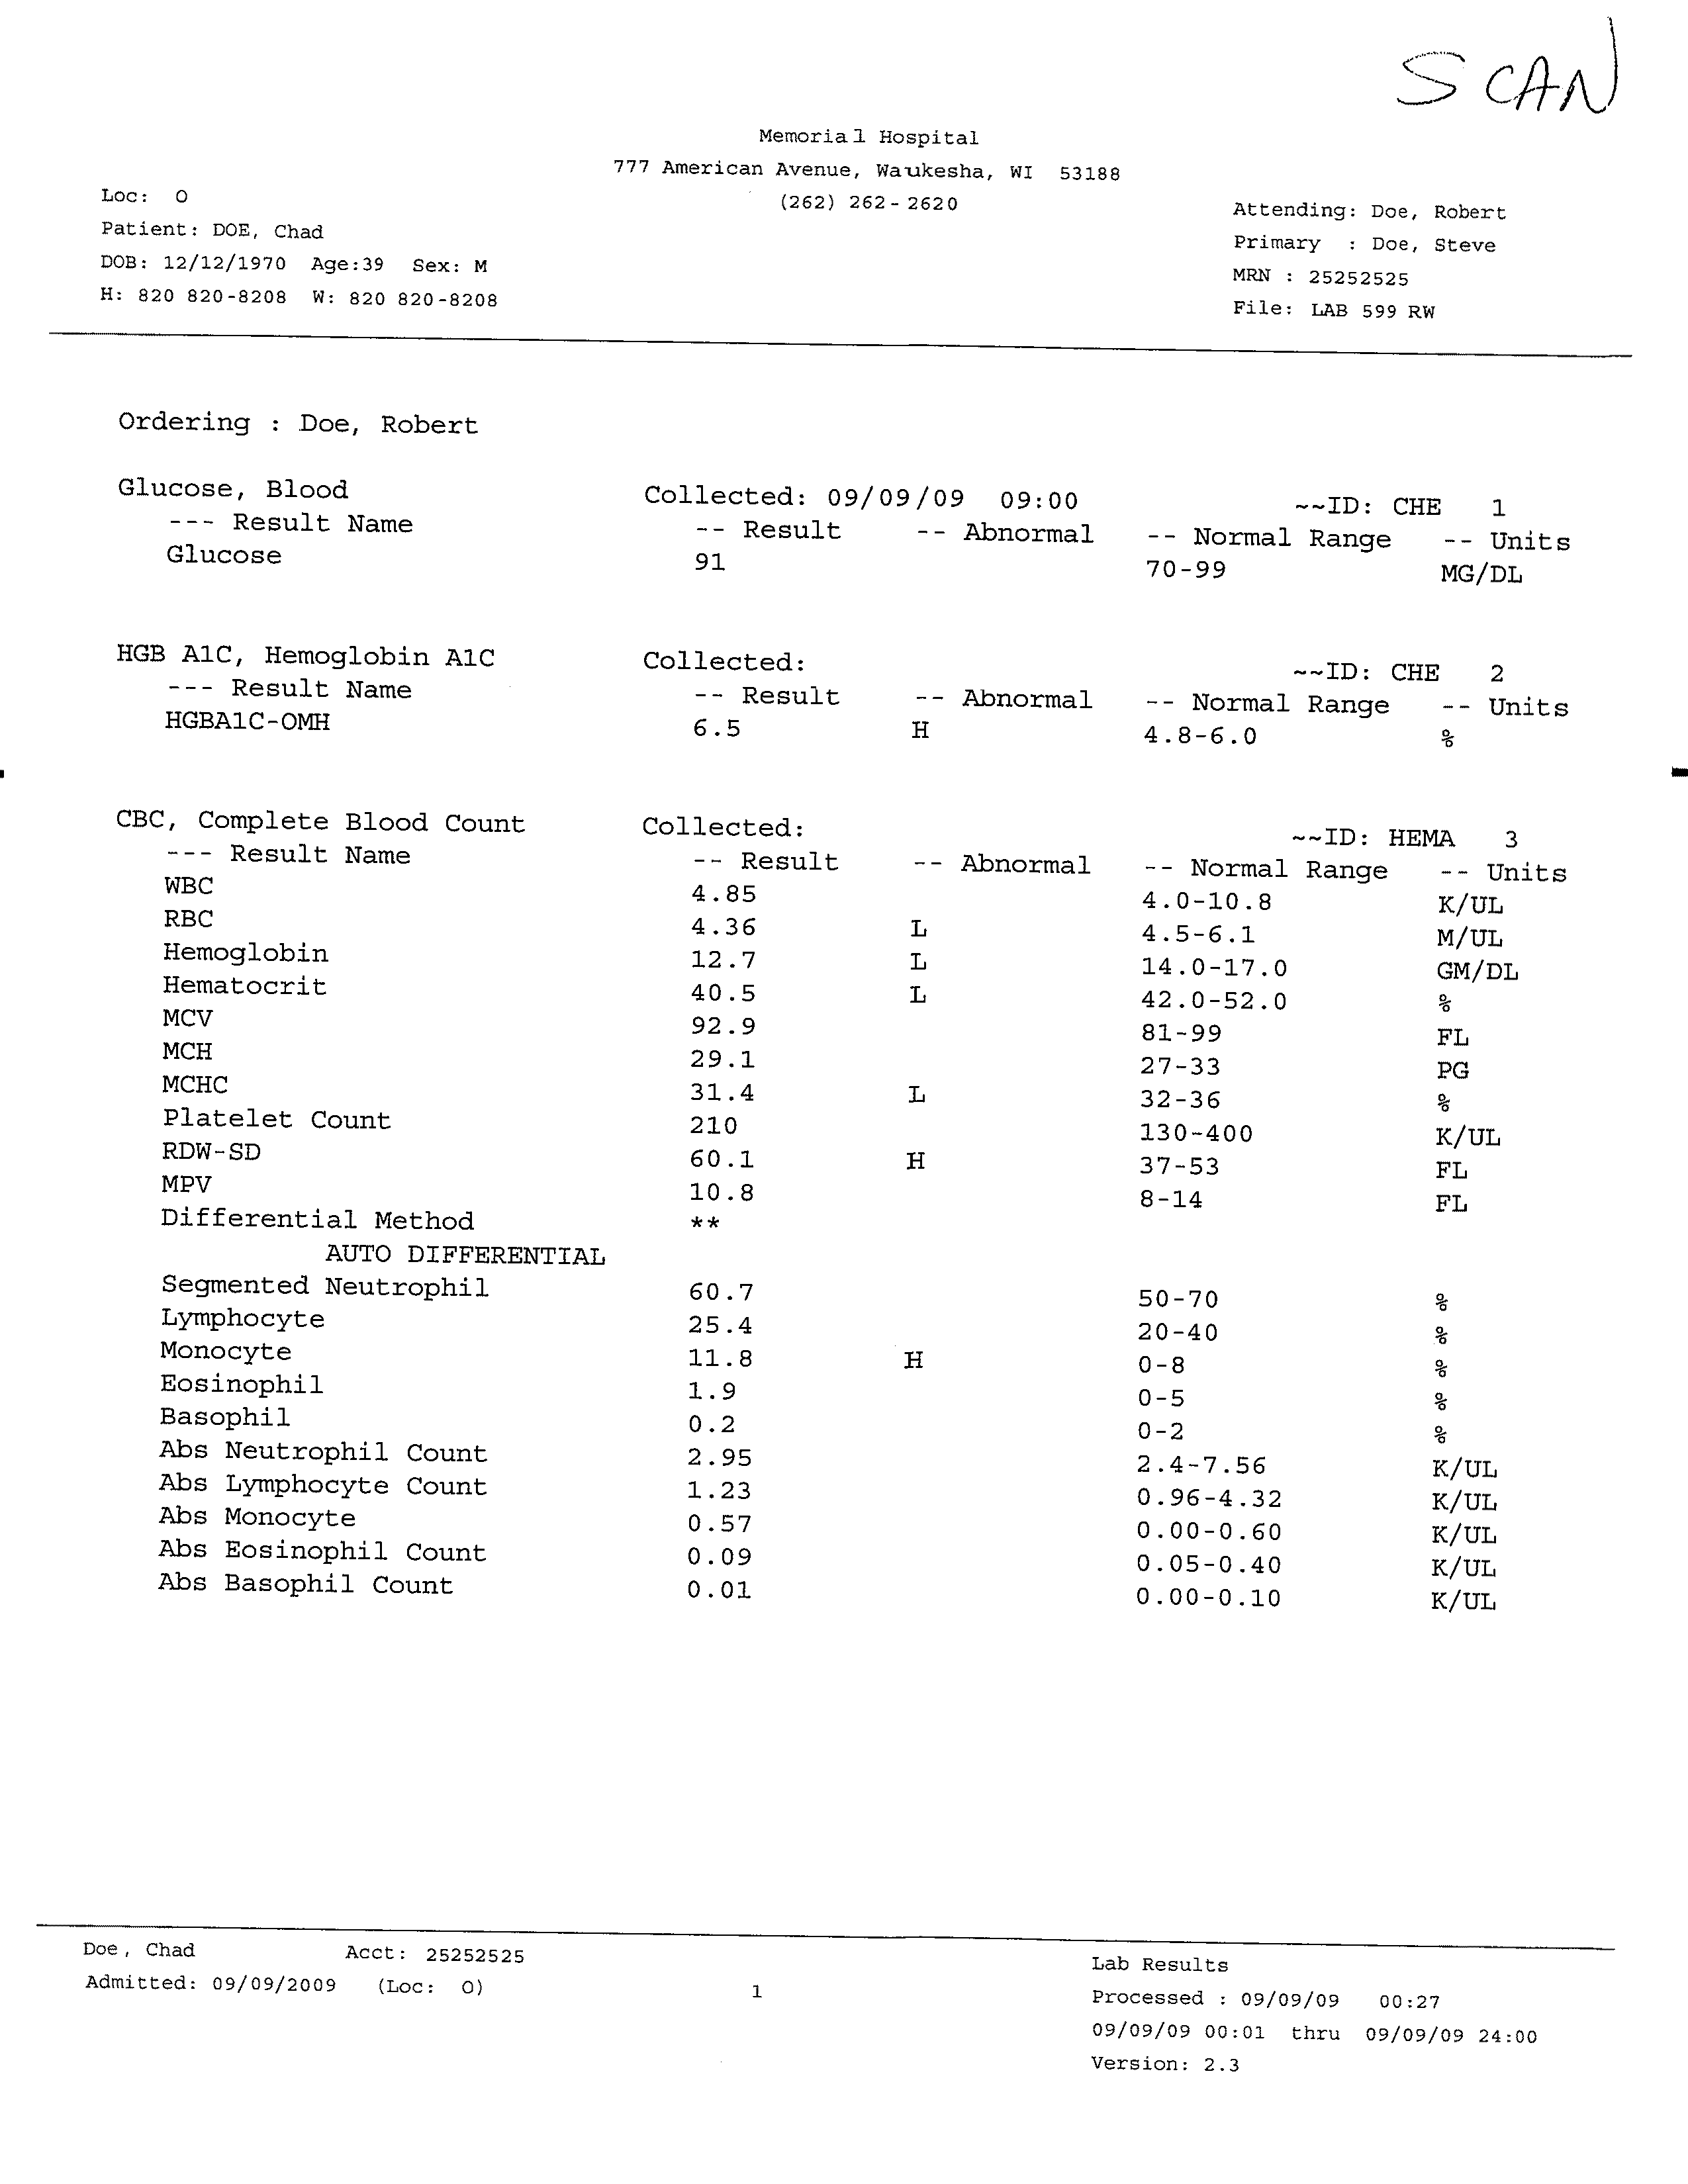 SCAN
Memorial Hospital
777 American Avenue, Waukesha, WI 53188
(262) 262-2620
Loc: O
Patient: DOE, Chad
DOB: 12/12/1970 Age:39 Sex: M
H: 820 820-8208 W: 820 820-8208
Attending: Doe, Robert
Primary : Doe, Steve
MRN : 25252525
File: LAB 599 RW
Ordering : Doe, Robert
Glucose, Blood Collected: 09/09/09 09:00 ~~ID: CHE 1
--- Result Name -- Result -- Abnormal -- Normal Range -- Units
Glucose 91 70-99 MG/DL
HGB A1C, Hemoglobin A1C Collected: ~~ID: CHE 2
--- Result Name -- Result -- Abnormal -- Normal Range -- Units
HGBA1C-OMH 6.5 H 4.8-6.0 %
CBC, Complete Blood Count Collected: ~~ID: HEMA 3
--- Result Name -- Result -- Abnormal -- Normal Range -- Units
WBC 4.85 4.0-10.8 K/UL
RBC 4.36 L 4.5-6.1 M/UL
Hemoglobin 12.7 L 14.0-17.0 GM/DL
Hematocrit 40.5 L 42.0-52.0 %
MCV 92.9 81-99 FL
MCH 29.1 27-33 PG
MCHC 31.4 L 32-36 %
Platelet Count 210 130-400 K/UL
RDW-SD 60.1 H 37-53 FL
MPV 10.8 8-14 FL
Differential Method **
AUTO DIFFERENTIAL
Segmented Neutrophil 60.7 50-70 %
Lymphocyte 25.4 20-40 %
Monocyte 11.8 H 0-8 %
Eosinophil 1.9 0-5 %
Basophil 0.2 0-2 %
Abs Neutrophil Count 2.95 2.4-7.56 K/UL
Abs Lymphocyte Count 1.23 0.96-4.32 K/UL
Abs Monocyte 0.57 0.00-0.60 K/UL
Abs Eosinophil Count 0.09 0.05-0.40 K/UL
Abs Basophil Count 0.01 0.00-0.10 K/UL
Doe, Chad Acct: 25252525
Admitted: 09/09/2009 (Loc: O)
1
Lab Results
Processed : 09/09/09 00:27
09/09/09 00:01 thru 09/09/09 24:00
Version: 2.3